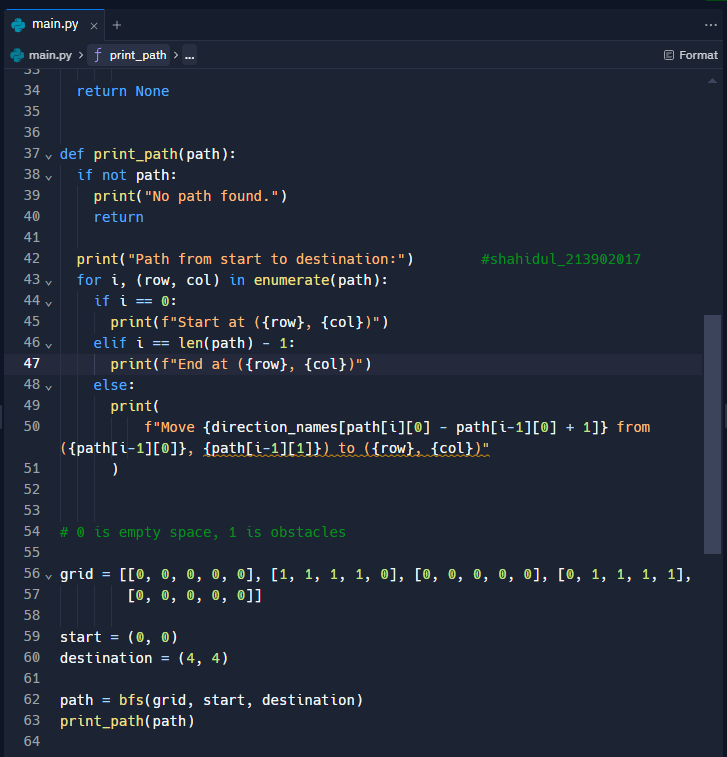 main.py × +
main.py > ƒ print_path > ... Format
33
34 return None
35
36
37 def print_path(path):
38 if not path:
39 print("No path found.")
40 return
41
42 print("Path from start to destination:") #shahidul_213902017
43 for i, (row, col) in enumerate(path):
44 if i == 0:
45 print(f"Start at ({row}, {col})")
46 elif i == len(path) - 1:
47 print(f"End at ({row}, {col})")
48 else:
49 print(
50 f"Move {direction_names[path[i][0] - path[i-1][0] + 1]} from
({path[i-1][0]}, {path[i-1][1]}) to ({row}, {col})"
51 )
52
53
54 # 0 is empty space, 1 is obstacles
55
56 grid = [[0, 0, 0, 0, 0], [1, 1, 1, 1, 0], [0, 0, 0, 0, 0], [0, 1, 1, 1, 1],
57 [0, 0, 0, 0, 0]]
58
59 start = (0, 0)
60 destination = (4, 4)
61
62 path = bfs(grid, start, destination)
63 print_path(path)
64